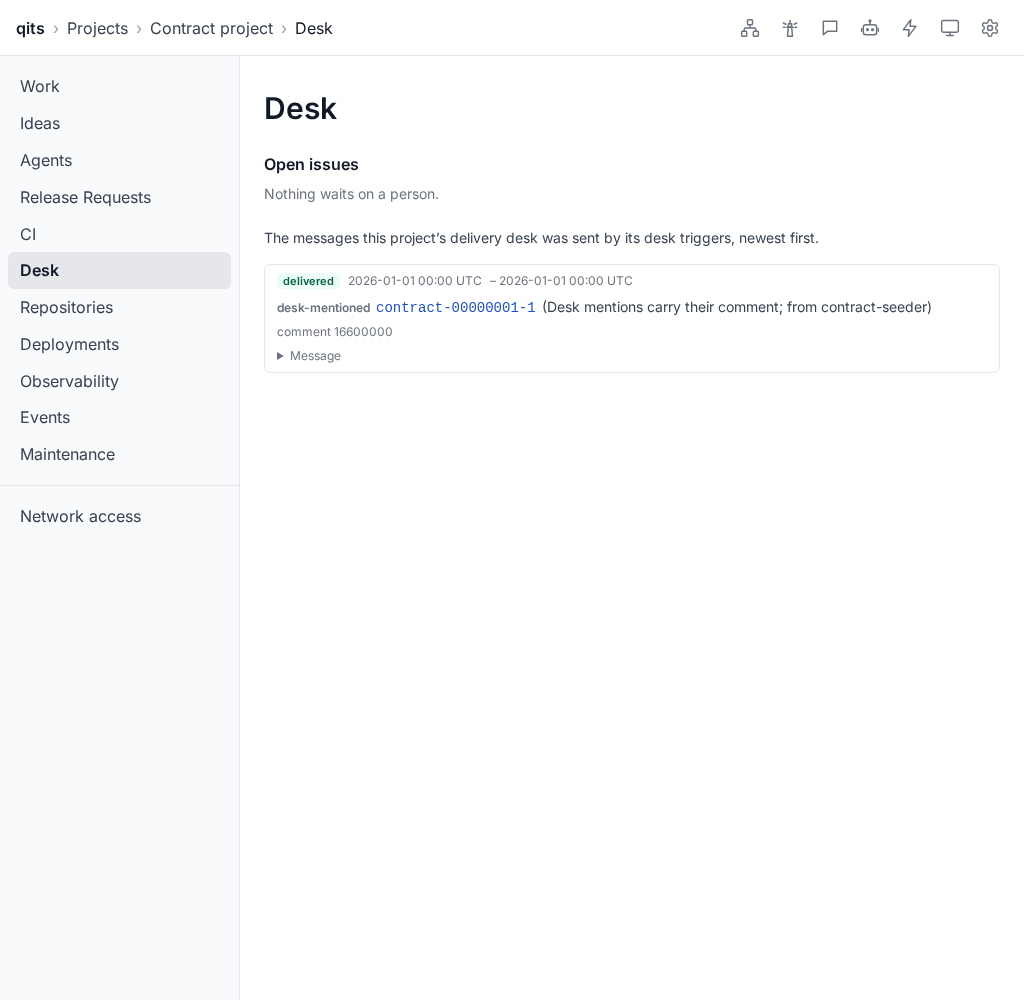 qits › Projects › Contract project › Desk
Work
Ideas
Agents
Release Requests
CI
Desk
Repositories
Deployments
Observability
Events
Maintenance
Network access
Desk
Open issues
Nothing waits on a person.
The messages this project’s delivery desk was sent by its desk triggers, newest first.
delivered 2026-01-01 00:00 UTC – 2026-01-01 00:00 UTC
desk-mentioned contract-00000001-1 (Desk mentions carry their comment; from contract-seeder)
comment 16600000
Message